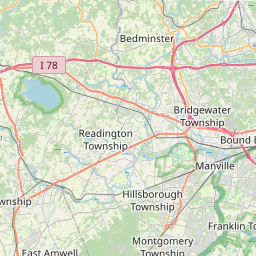 Bedminster
I 78
Bridgewater
Township
Readington
Township
Bound B
Manville
Hillsborough
Township
ownship
Franklin To
Montgomery
Township
East Amwell